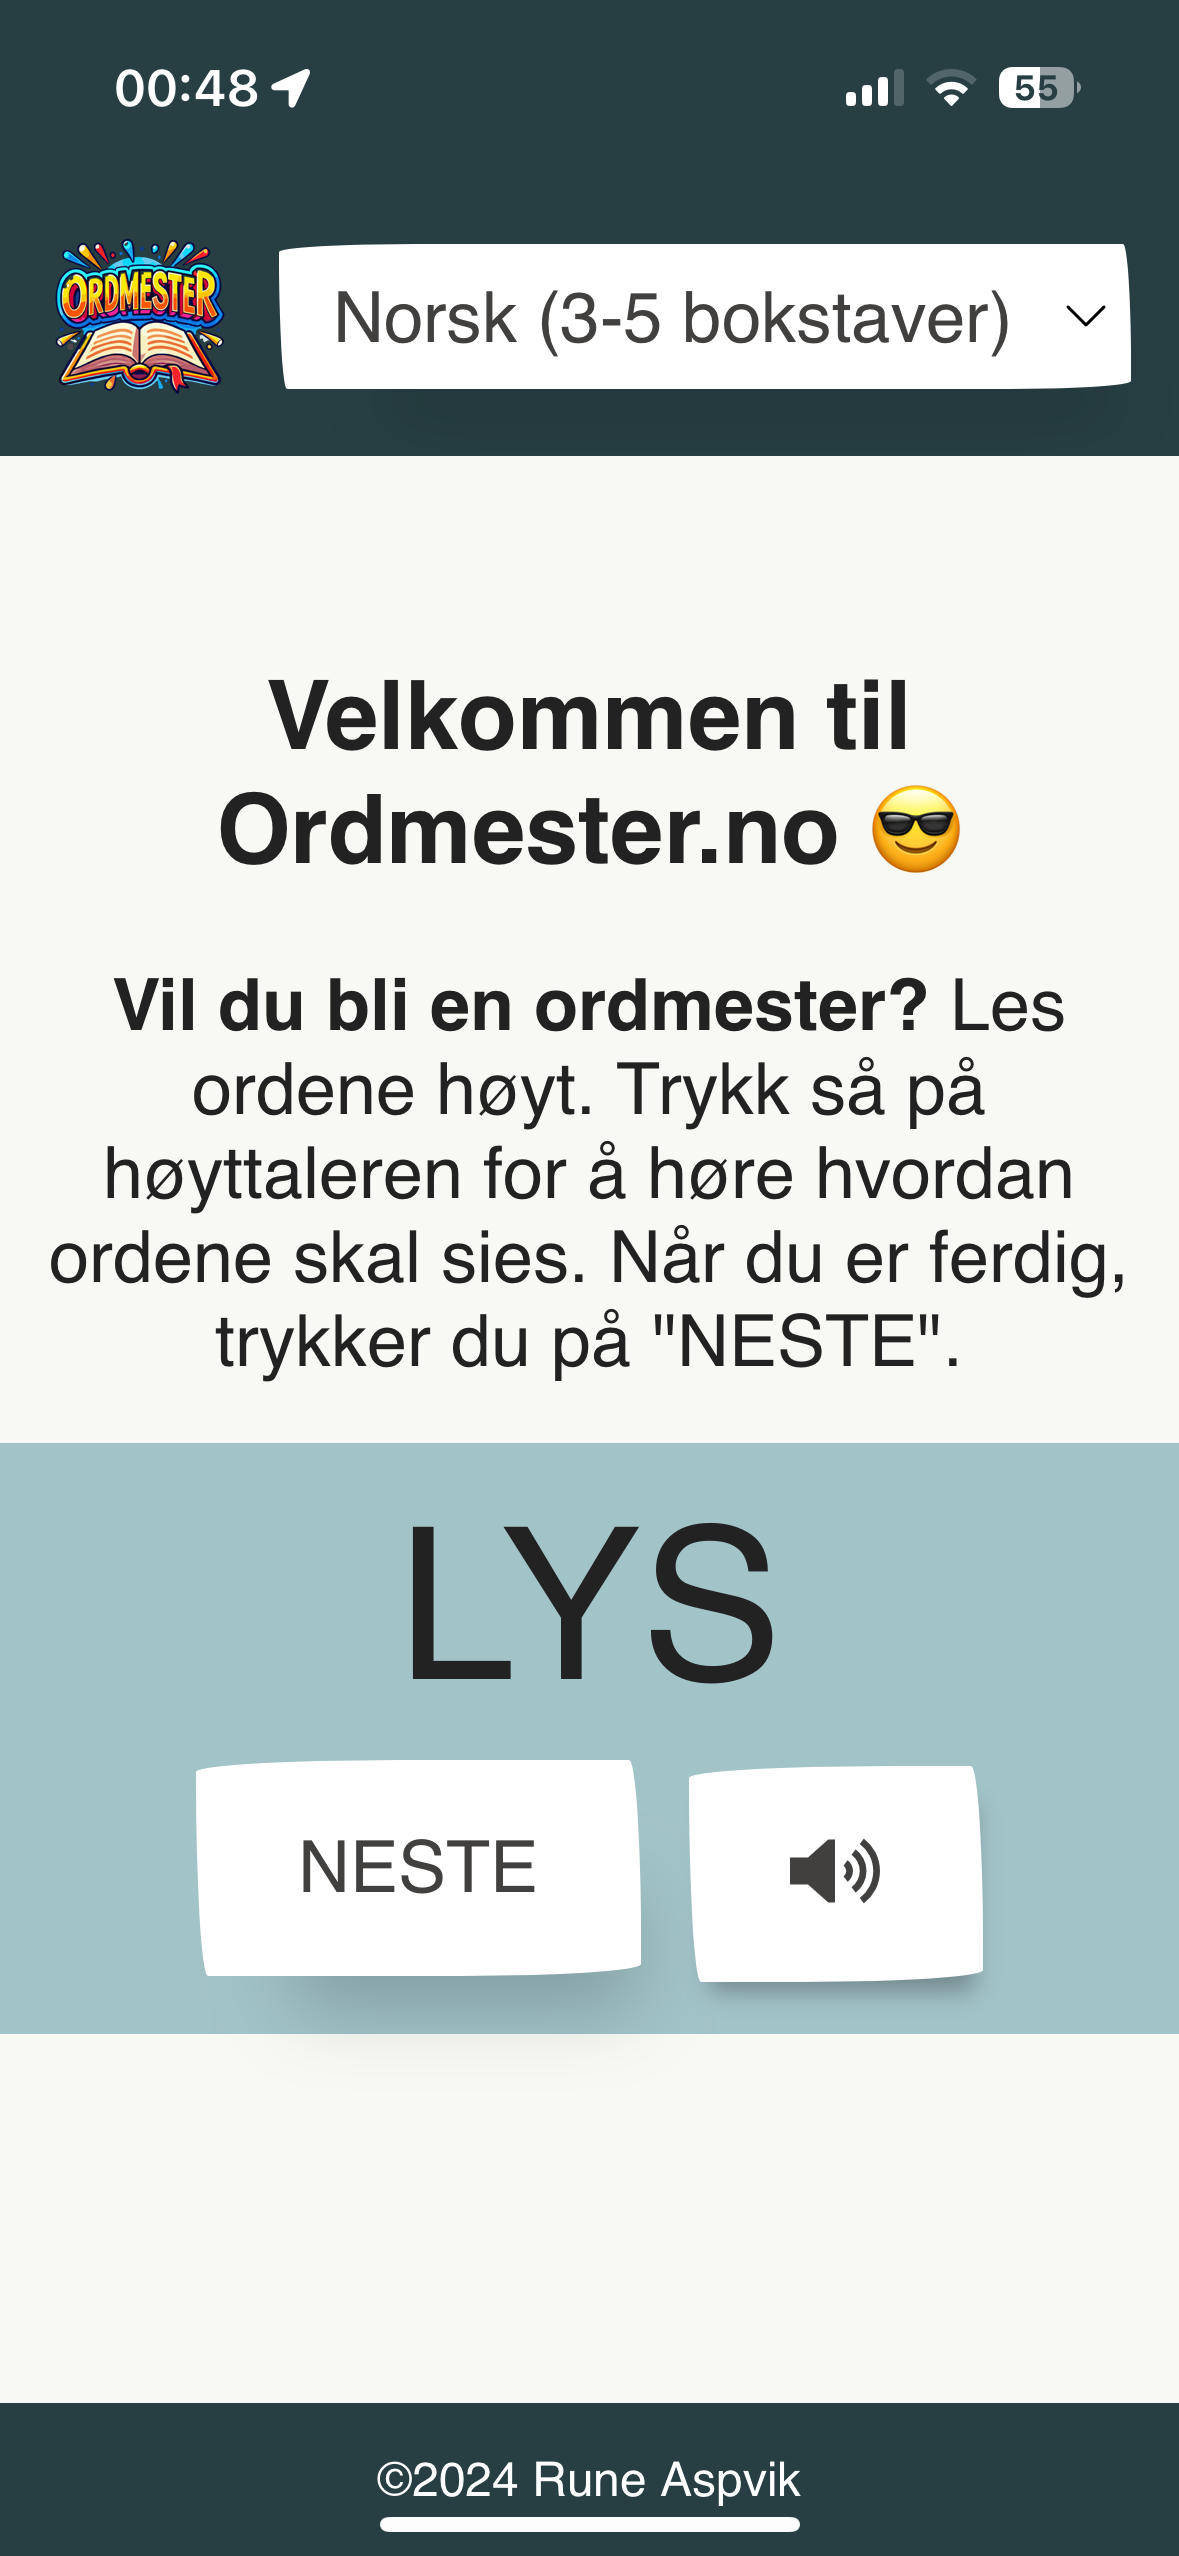 00:48
55
ORDMESTER
Norsk (3-5 bokstaver)
Velkommen til
Ordmester.no 😎
Vil du bli en ordmester? Les
ordene høyt. Trykk så på
høyttaleren for å høre hvordan
ordene skal sies. Når du er ferdig,
trykker du på "NESTE".
LYS
NESTE
©2024 Rune Aspvik